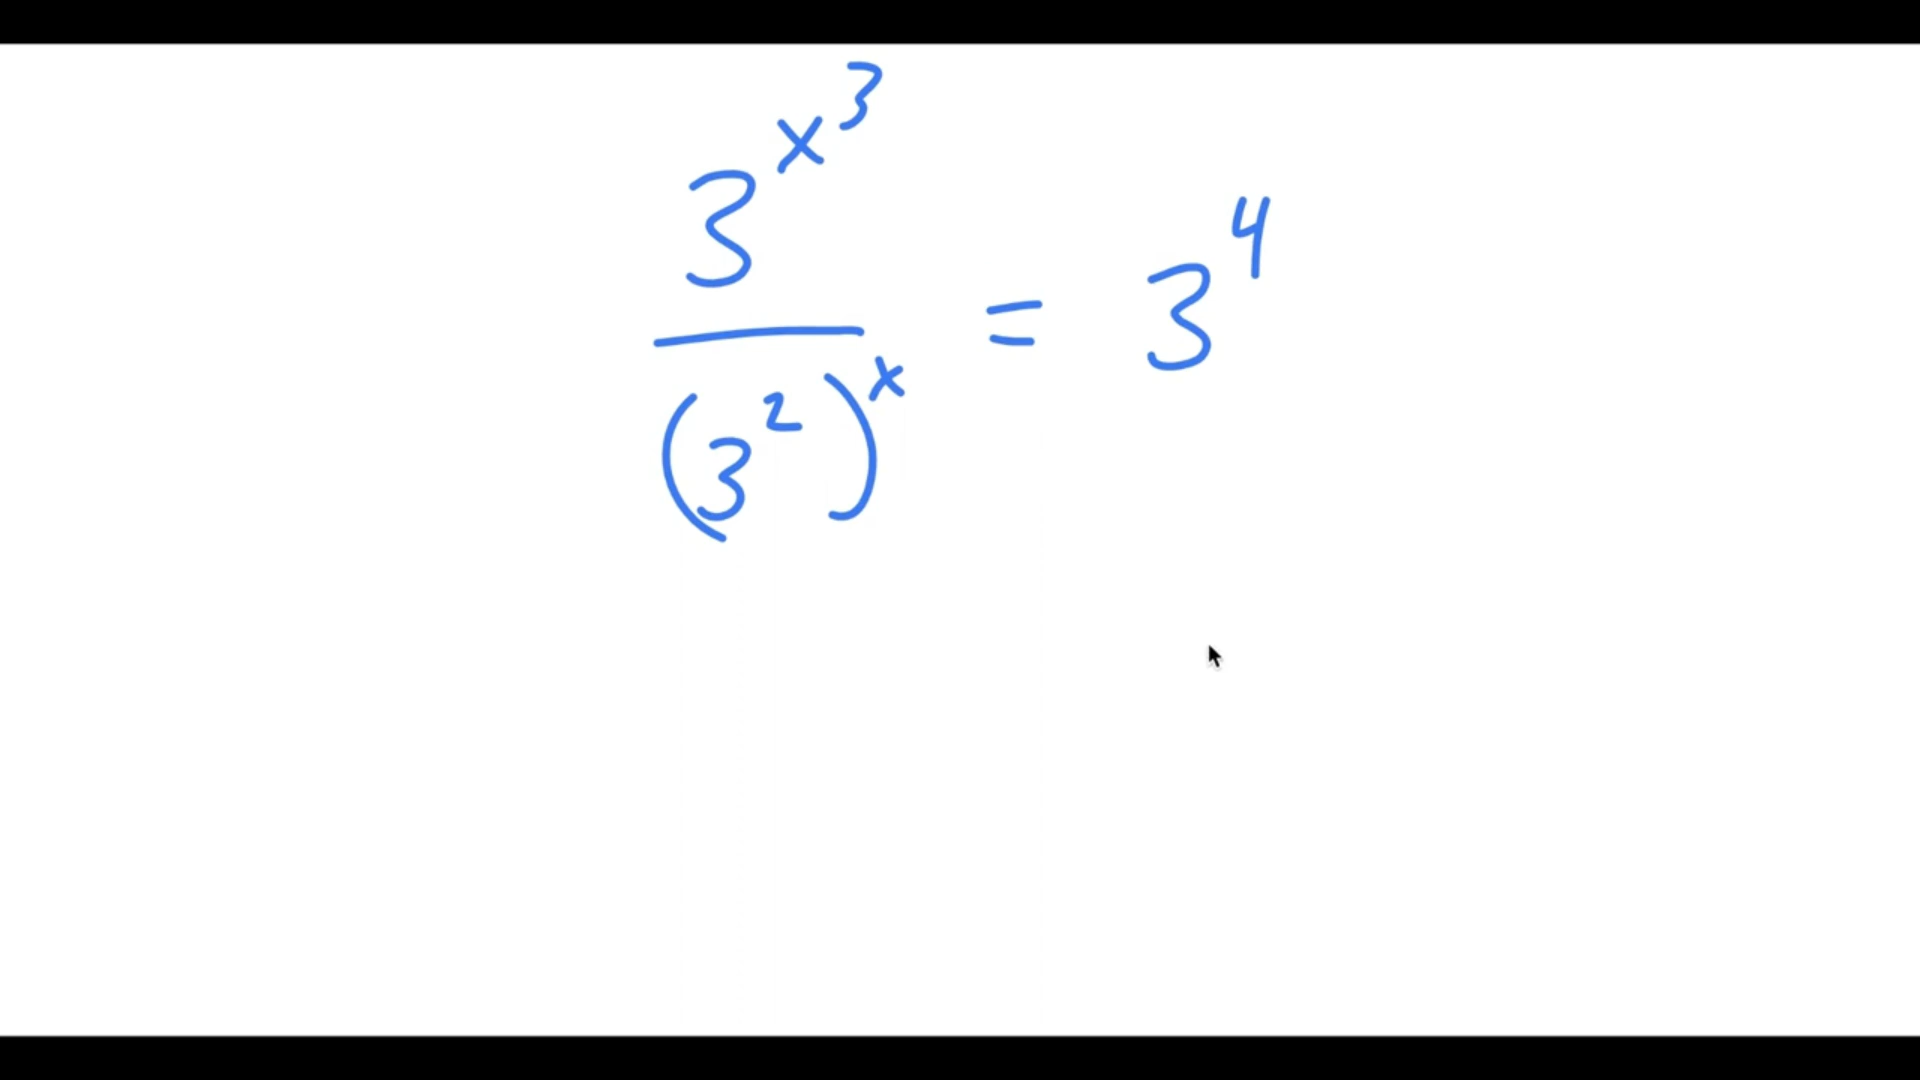 3^{x^3} / (3^2)^x = 3^4